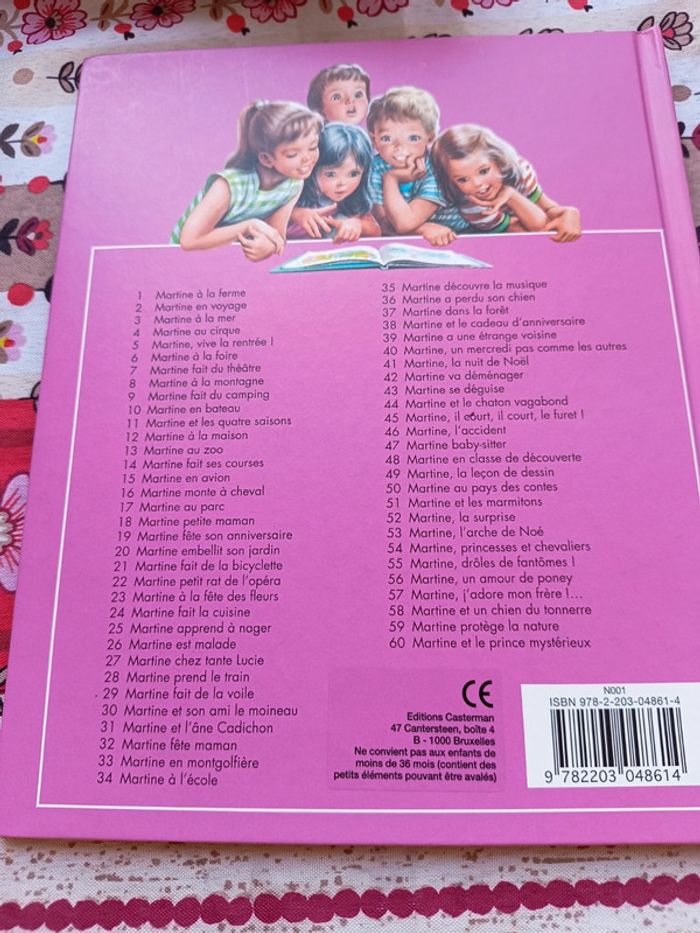 1 Martine à la ferme
2 Martine en voyage
3 Martine à la mer
4 Martine au cirque
5 Martine, vive la rentrée !
6 Martine à la foire
7 Martine fait du théâtre
8 Martine à la montagne
9 Martine fait du camping
10 Martine en bateau
11 Martine et les quatre saisons
12 Martine à la maison
13 Martine au zoo
14 Martine fait ses courses
15 Martine en avion
16 Martine monte à cheval
17 Martine au parc
18 Martine petite maman
19 Martine fête son anniversaire
20 Martine embellit son jardin
21 Martine fait de la bicyclette
22 Martine petit rat de l'opéra
23 Martine à la fête des fleurs
24 Martine fait la cuisine
25 Martine apprend à nager
26 Martine est malade
27 Martine chez tante Lucie
28 Martine prend le train
29 Martine fait de la voile
30 Martine et son ami le moineau
31 Martine et l'âne Cadichon
32 Martine fête maman
33 Martine en montgolfière
34 Martine à l'école
35 Martine découvre la musique
36 Martine a perdu son chien
37 Martine dans la forêt
38 Martine et le cadeau d'anniversaire
39 Martine a une étrange voisine
40 Martine, un mercredi pas comme les autres
41 Martine, la nuit de Noël
42 Martine va déménager
43 Martine se déguise
44 Martine et le chaton vagabond
45 Martine, il court, il court, le furet !
46 Martine, l'accident
47 Martine baby-sitter
48 Martine en classe de découverte
49 Martine, la leçon de dessin
50 Martine au pays des contes
51 Martine et les marmitons
52 Martine, la surprise
53 Martine, l'arche de Noé
54 Martine, princesses et chevaliers
55 Martine, drôles de fantômes !
56 Martine, un amour de poney
57 Martine, j'adore mon frère !...
58 Martine et un chien du tonnerre
59 Martine protège la nature
60 Martine et le prince mystérieux
CE
Editions Casterman
47 Cantersteen, boîte 4
B - 1000 Bruxelles
Ne convient pas aux enfants de
moins de 36 mois (contient des
petits éléments pouvant être avalés)
N001
ISBN 978-2-203-04861-4
9 782203 048614